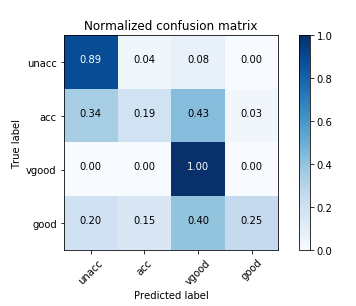 Normalized confusion matrix
True label
unacc 0.89 0.04 0.08 0.00
acc 0.34 0.19 0.43 0.03
vgood 0.00 0.00 1.00 0.00
good 0.20 0.15 0.40 0.25
unacc acc vgood good
Predicted label
1.0
0.8
0.6
0.4
0.2
0.0